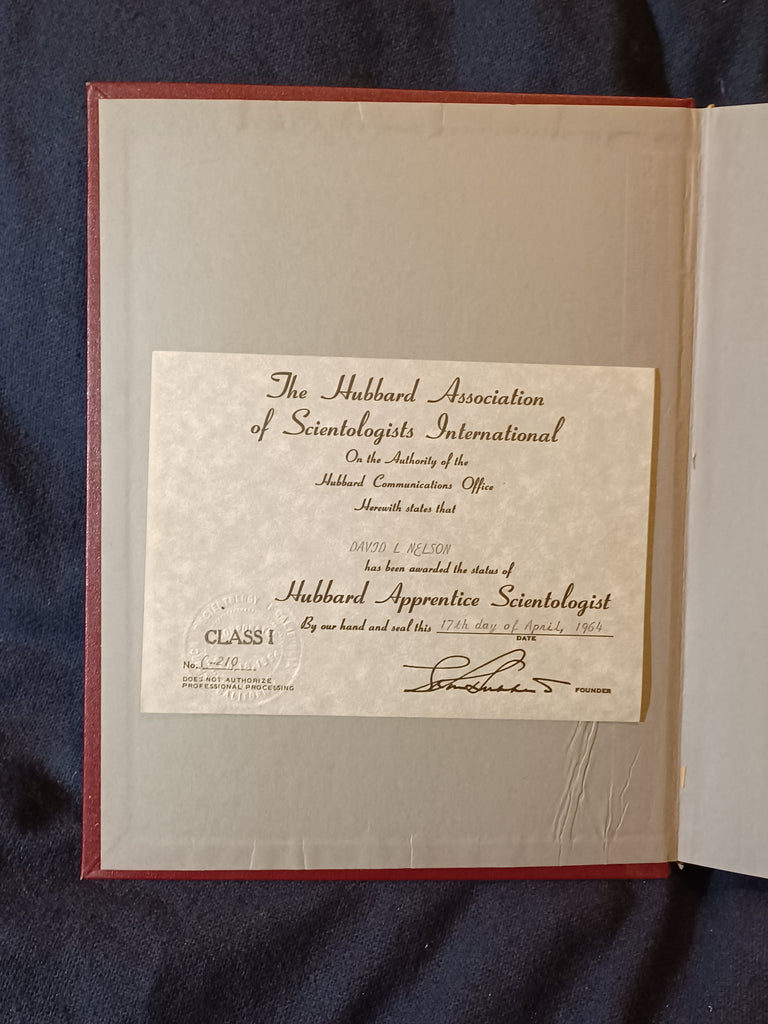 The Hubbard Association
of Scientologists International
On the Authority of the
Hubbard Communications Office
Herewith states that
DAVID L NELSON
has been awarded the status of
Hubbard Apprentice Scientologist
By our hand and seal this 17th day of April, 1964
DATE
CLASS I
No. C-210
DOES NOT AUTHORIZE
PROFESSIONAL PROCESSING
FOUNDER